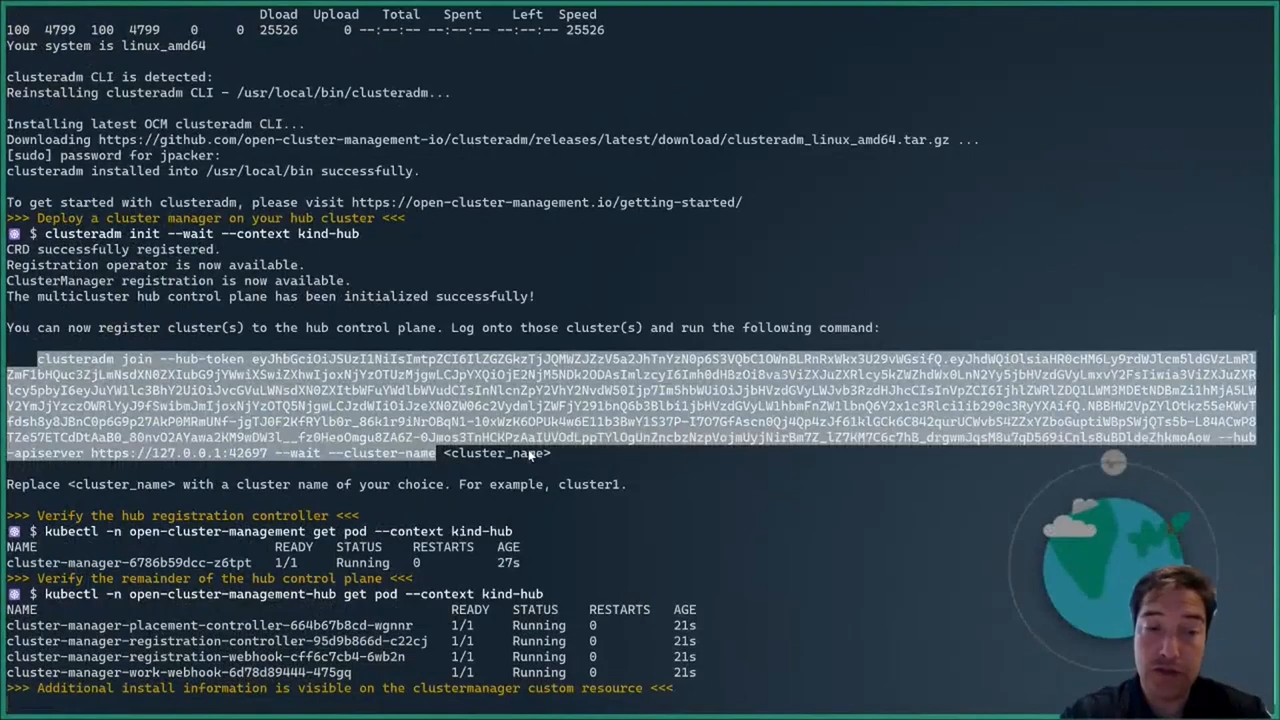 Dload  Upload   Total   Spent    Left  Speed
100  4799  100  4799    0     0  25526      0 --:--:-- --:--:-- --:--:-- 25526
Your system is linux_amd64
clusteradm CLI is detected:
Reinstalling clusteradm CLI - /usr/local/bin/clusteradm...
Installing latest OCM clusteradm CLI...
Downloading https://github.com/open-cluster-management-io/clusteradm/releases/latest/download/clusteradm_linux_amd64.tar.gz ...
[sudo] password for jpacker:
clusteradm installed into /usr/local/bin successfully.
To get started with clusteradm, please visit https://open-cluster-management.io/getting-started/
>>> Deploy a cluster manager on your hub cluster <<<
$ clusteradm init --wait --context kind-hub
CRD successfully registered.
Registration operator is now available.
ClusterManager registration is now available.
The multicluster hub control plane has been initialized successfully!
You can now register cluster(s) to the hub control plane. Log onto those cluster(s) and run the following command:
clusteradm join --hub-token
--hub
-apiserver https://127.0.0.1:42697 --wait --cluster-name <cluster_name>
Replace <cluster_name> with a cluster name of your choice. For example, cluster1.
>>> Verify the hub registration controller <<<
$ kubectl -n open-cluster-management get pod --context kind-hub
NAME                               READY   STATUS    RESTARTS   AGE
cluster-manager-6786b59dcc-z6tpt   1/1     Running   0          27s
>>> Verify the remainder of the hub control plane <<<
$ kubectl -n open-cluster-management-hub get pod --context kind-hub
NAME                                                       READY   STATUS    RESTARTS   AGE
cluster-manager-placement-controller-664b67b8cd-wgnnr      1/1     Running   0          21s
cluster-manager-registration-controller-95d9b866d-c22cj    1/1     Running   0          21s
cluster-manager-registration-webhook-cff6c7cb4-6wb2n       1/1     Running   0          21s
cluster-manager-work-webhook-6d78d89444-475gq              1/1     Running   0          21s
>>> Additional install information is visible on the clustermanager custom resource <<<